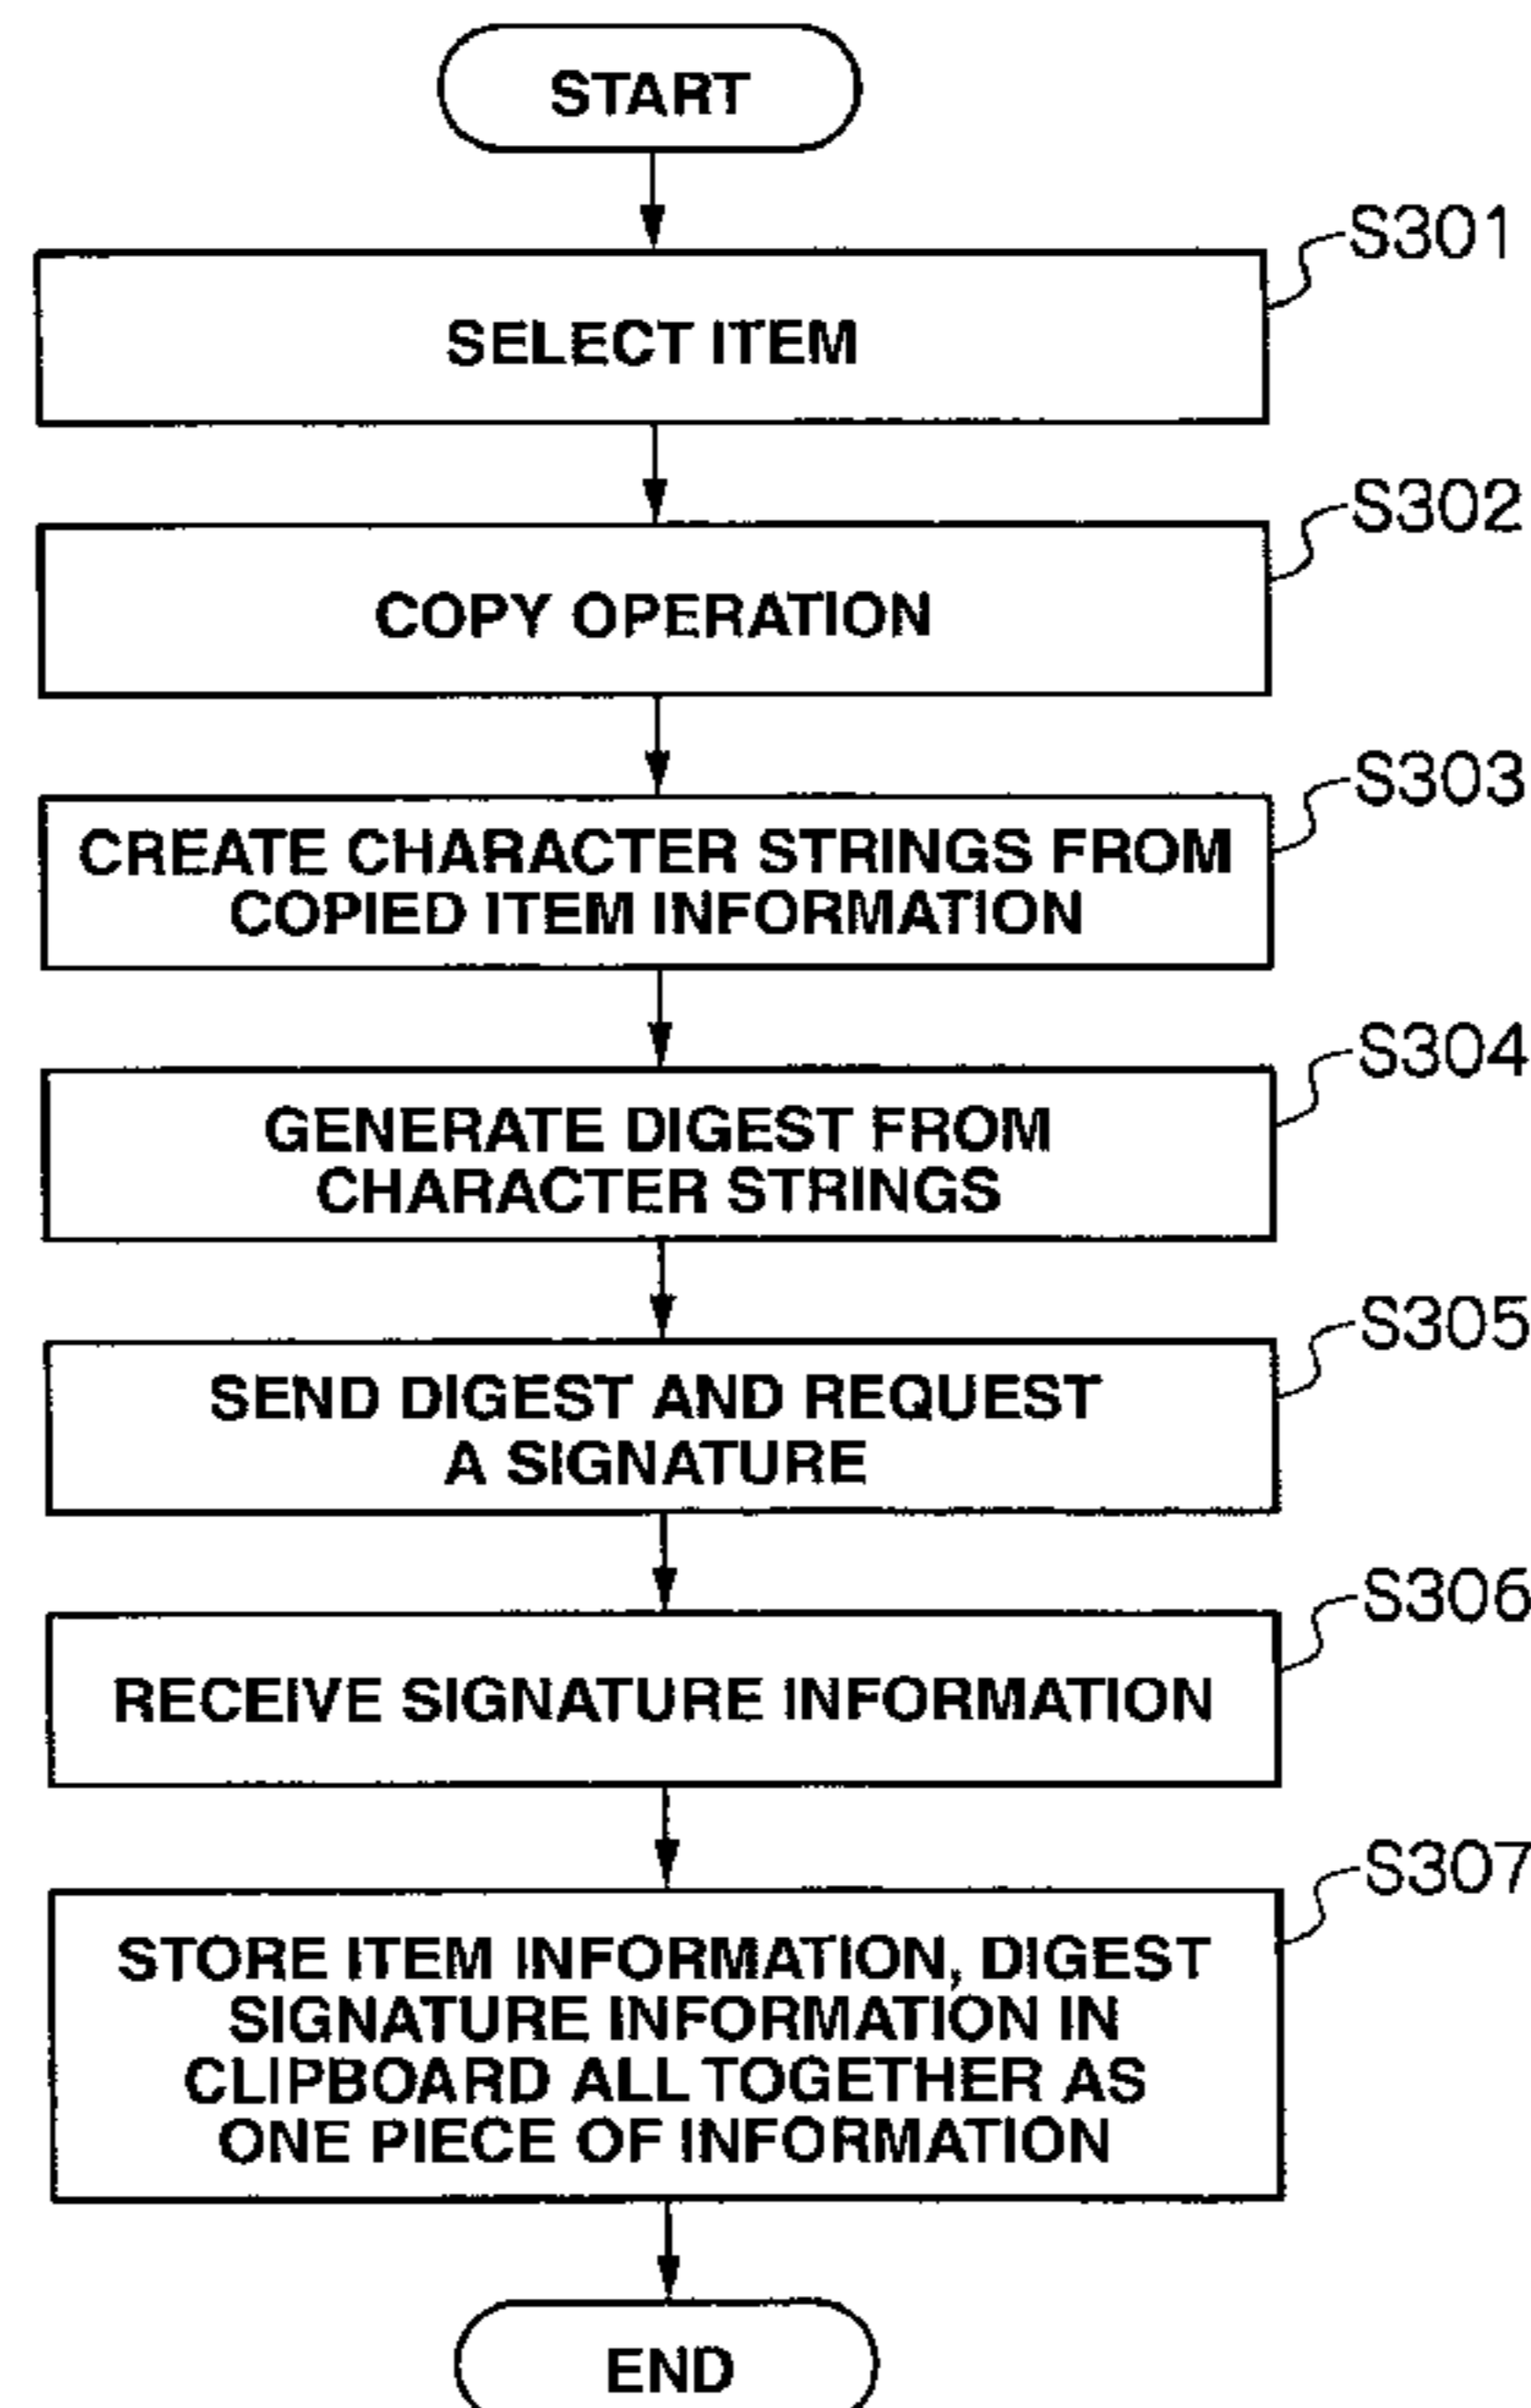 START
S301
SELECT ITEM
S302
COPY OPERATION
S303
CREATE CHARACTER STRINGS FROM
COPIED ITEM INFORMATION
S304
GENERATE DIGEST FROM
CHARACTER STRINGS
S305
SEND DIGEST AND REQUEST
A SIGNATURE
S306
RECEIVE SIGNATURE INFORMATION
S307
STORE ITEM INFORMATION, DIGEST
SIGNATURE INFORMATION IN
CLIPBOARD ALL TOGETHER AS
ONE PIECE OF INFORMATION
END